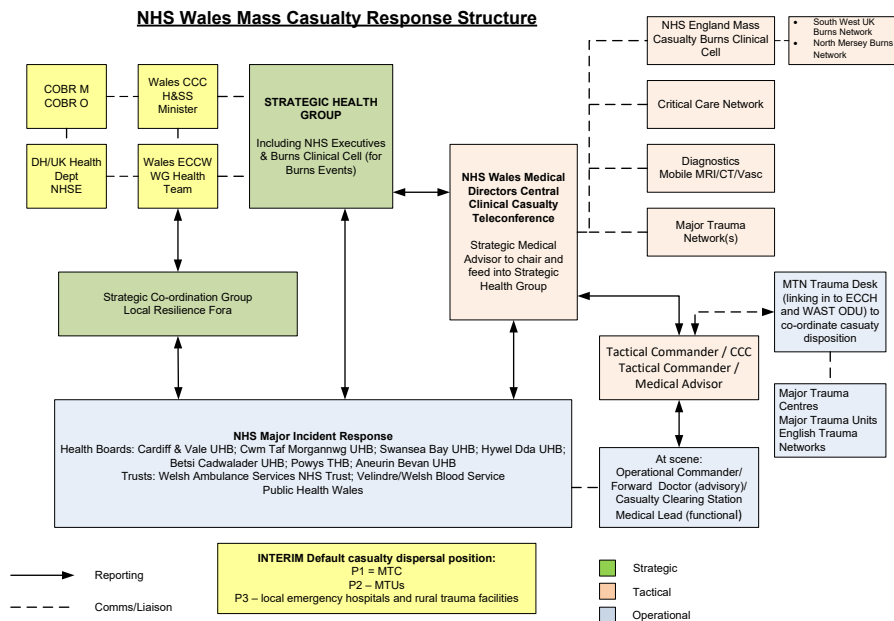 NHS Wales Mass Casualty Response Structure
COBR M
COBR O
Wales CCC
H&SS
Minister
DH/UK Health
Dept
NHSE
Wales ECCW
WG Health
Team
STRATEGIC HEALTH
GROUP
Including NHS Executives
& Burns Clinical Cell (for
Burns Events)
NHS Wales Medical
Directors Central
Clinical Casualty
Teleconference
Strategic Medical
Advisor to chair and
feed into Strategic
Health Group
NHS England Mass
Casualty Burns Clinical
Cell
• South West UK
Burns Network
• North Mersey Burns
Network
Critical Care Network
Diagnostics
Mobile MRI/CT/Vasc
Major Trauma
Network(s)
Strategic Co-ordination Group
Local Resilience Fora
MTN Trauma Desk
(linking in to ECCH
and WAST ODU) to
co-ordinate casuaty
disposition
Tactical Commander / CCC
Tactical Commander /
Medical Advisor
Major Trauma
Centres
Major Trauma Units
English Trauma
Networks
NHS Major Incident Response
Health Boards: Cardiff & Vale UHB; Cwm Taf Morgannwg UHB; Swansea Bay UHB; Hywel Dda UHB;
Betsi Cadwalader UHB; Powys THB; Aneurin Bevan UHB
Trusts: Welsh Ambulance Services NHS Trust; Velindre/Welsh Blood Service
Public Health Wales
At scene:
Operational Commander/
Forward Doctor (advisory)/
Casualty Clearing Station
Medical Lead (functional)
Reporting
Comms/Liaison
INTERIM Default casualty dispersal position:
P1 = MTC
P2 – MTUs
P3 – local emergency hospitals and rural trauma facilities
Strategic
Tactical
Operational